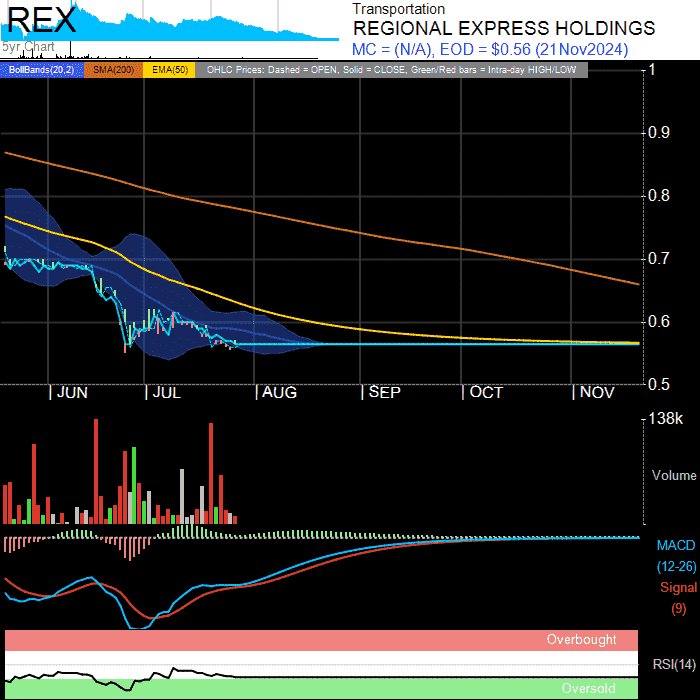 REX
5yr Chart
Transportation
REGIONAL EXPRESS HOLDINGS
MC = (N/A), EOD = $0.56 (21Nov2024)
BollBands(20,2) SMA(200) EMA(50) OHLC Prices: Dashed = OPEN, Solid = CLOSE, Green/Red bars = Intra-day HIGH/LOW
1
0.9
0.8
0.7
0.6
0.5
JUN JUL AUG SEP OCT NOV
138k
Volume
MACD
(12-26)
Signal
(9)
Overbought
RSI(14)
Oversold